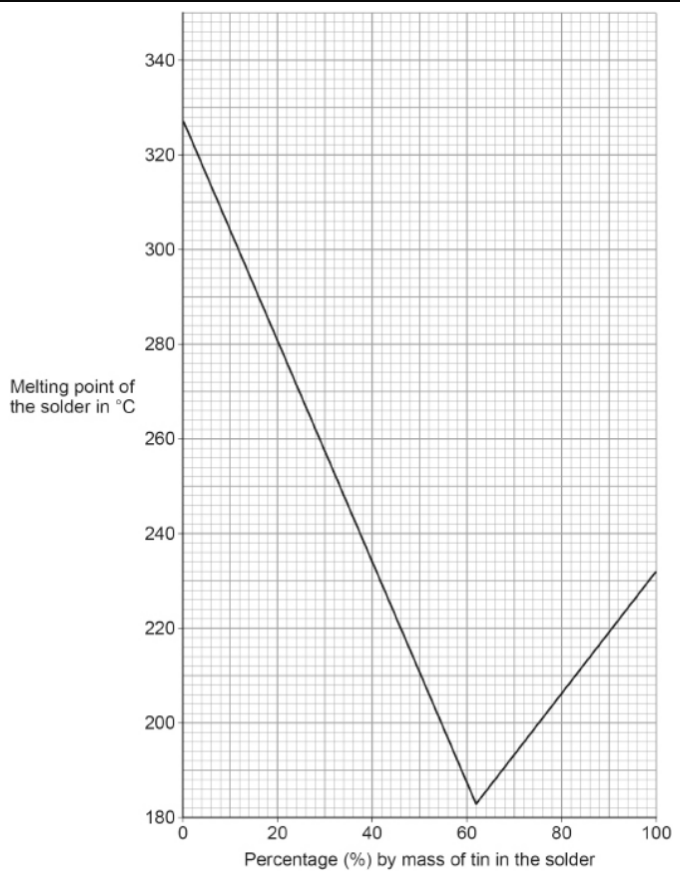 340
320
300
280
Melting point of
the solder in °C
260
240
220
200
180
0 20 40 60 80 100
Percentage (%) by mass of tin in the solder